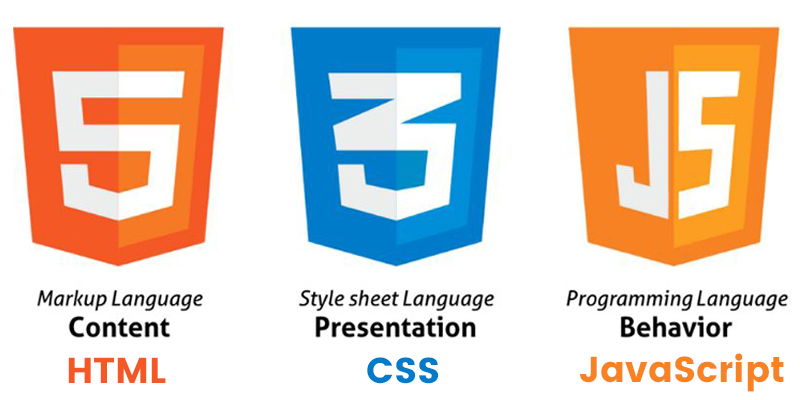 5
3
JS
Markup Language
Content
HTML
Style sheet Language
Presentation
CSS
Programming Language
Behavior
JavaScript